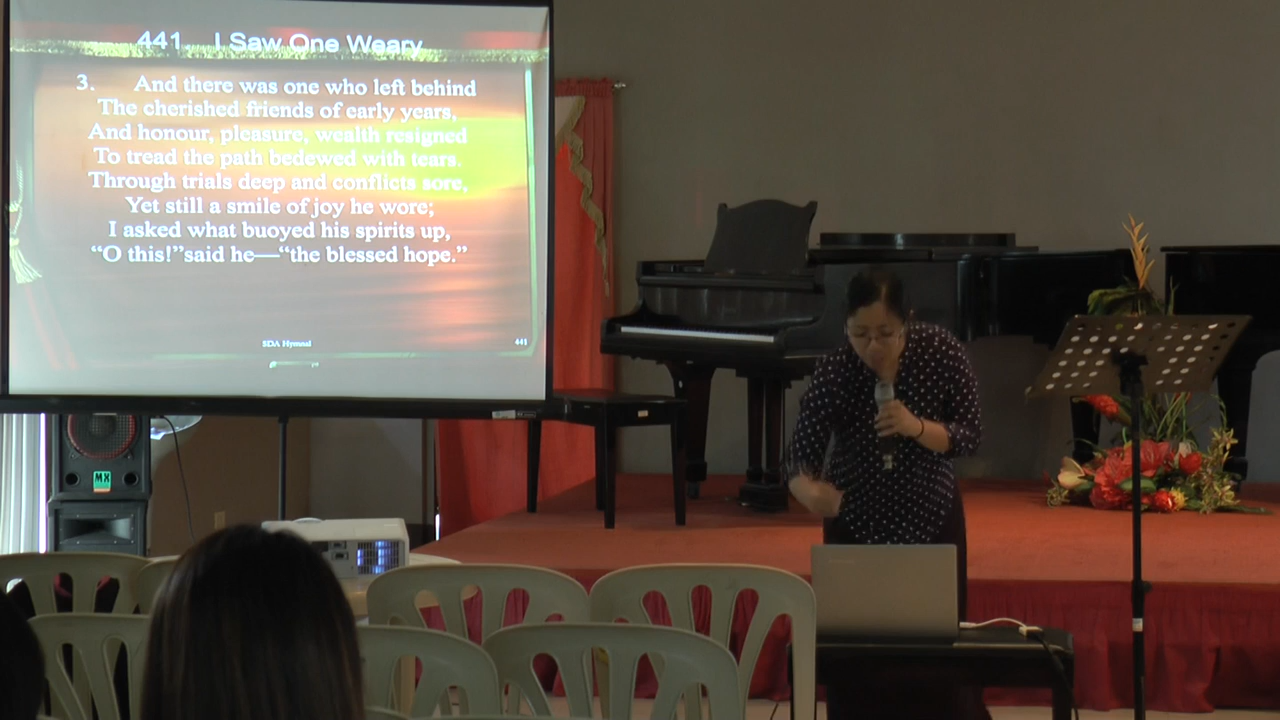 441 I Saw One Weary
3. And there was one who left behind
The cherished friends of early years,
And honour, pleasure, wealth resigned
To tread the path bedewed with tears.
Through trials deep and conflicts sore,
Yet still a smile of joy he wore;
I asked what buoyed his spirits up,
“O this!”said he—“the blessed hope.”
SDA Hymnal 441
MX